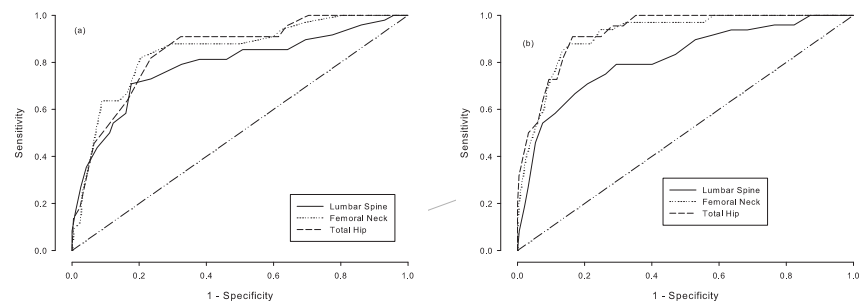 (a)
1.0
0.8
0.6
0.4
0.2
0.0
Sensitivity
Lumbar Spine
Femoral Neck
Total Hip
0.0 0.2 0.4 0.6 0.8 1.0
1 - Specificity
(b)
1.0
0.8
0.6
0.4
0.2
0.0
Sensitivity
Lumbar Spine
Femoral Neck
Total Hip
0.0 0.2 0.4 0.6 0.8 1.0
1 - Specificity